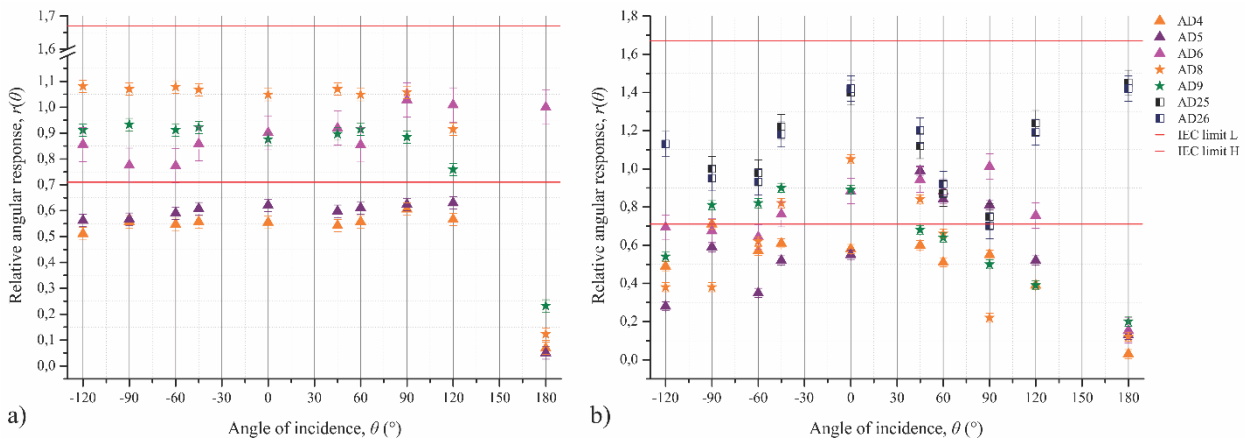 1,7
1,6
1,1
1,0
0,9
0,8
0,7
0,6
0,5
0,4
0,3
0,2
0,1
0,0
Relative angular response, r(θ)
-120 -90 -60 -30 0 30 60 90 120 150 180
Angle of incidence, θ (°)
a)
1,8
1,6
1,4
1,2
1,0
0,8
0,6
0,4
0,2
0,0
Relative angular response, r(θ)
-120 -90 -60 -30 0 30 60 90 120 150 180
Angle of incidence, θ (°)
b)
AD4
AD5
AD6
AD8
AD9
AD25
AD26
IEC limit L
IEC limit H